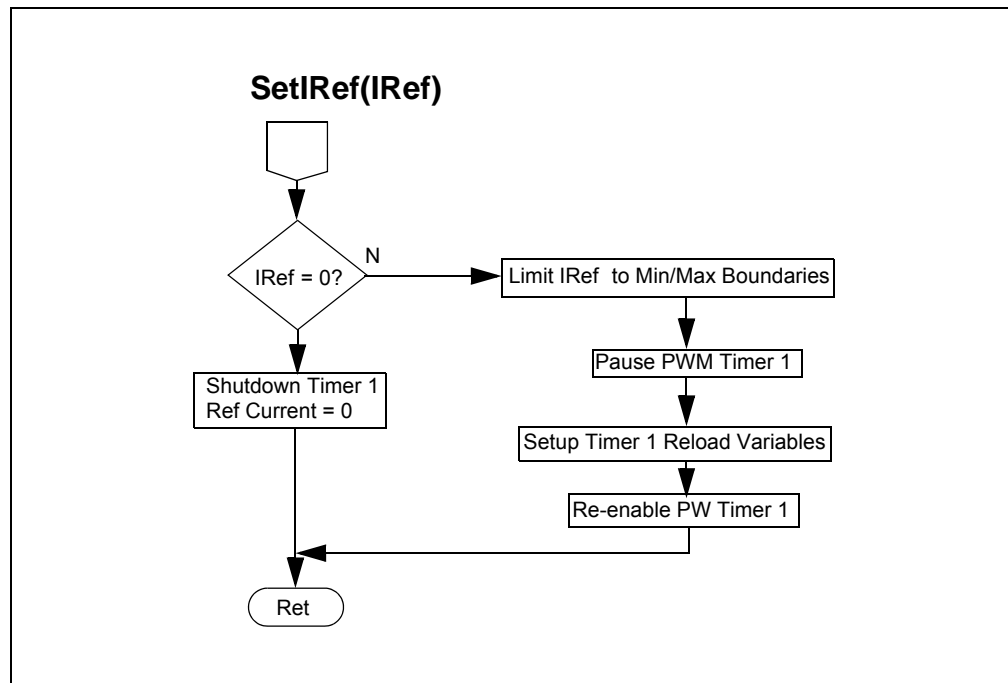 SetIRef(IRef)
N
IRef = 0?
Limit IRef to Min/Max Boundaries
Pause PWM Timer 1
Shutdown Timer 1
Ref Current = 0
Setup Timer 1 Reload Variables
Re-enable PW Timer 1
Ret